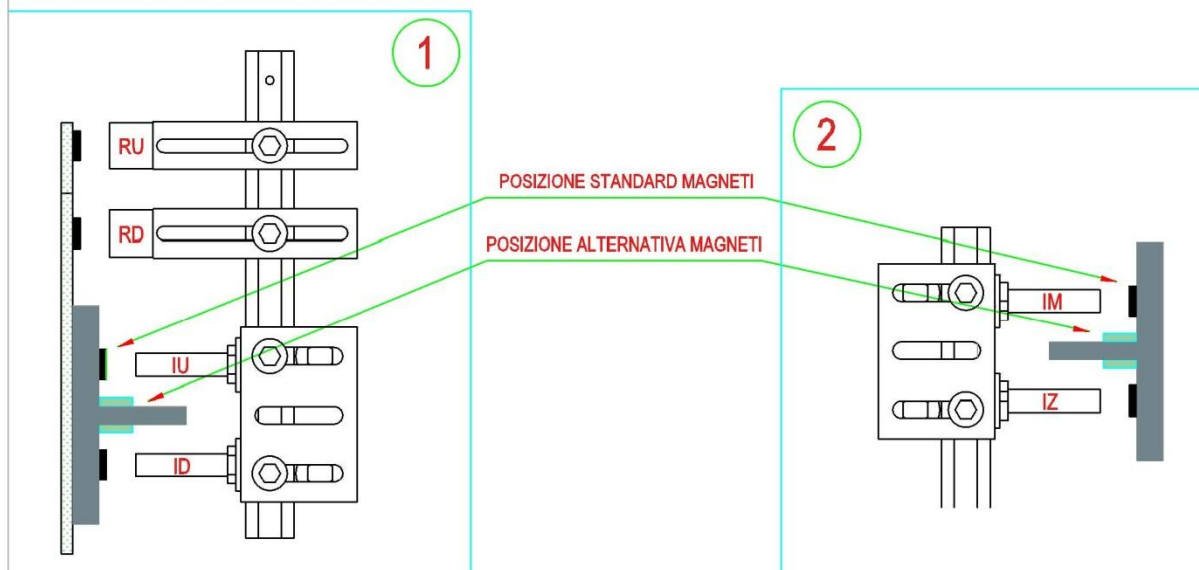 1
RU
2
POSIZIONE STANDARD MAGNETI
RD
POSIZIONE ALTERNATIVA MAGNETI
IM
IU
IZ
ID